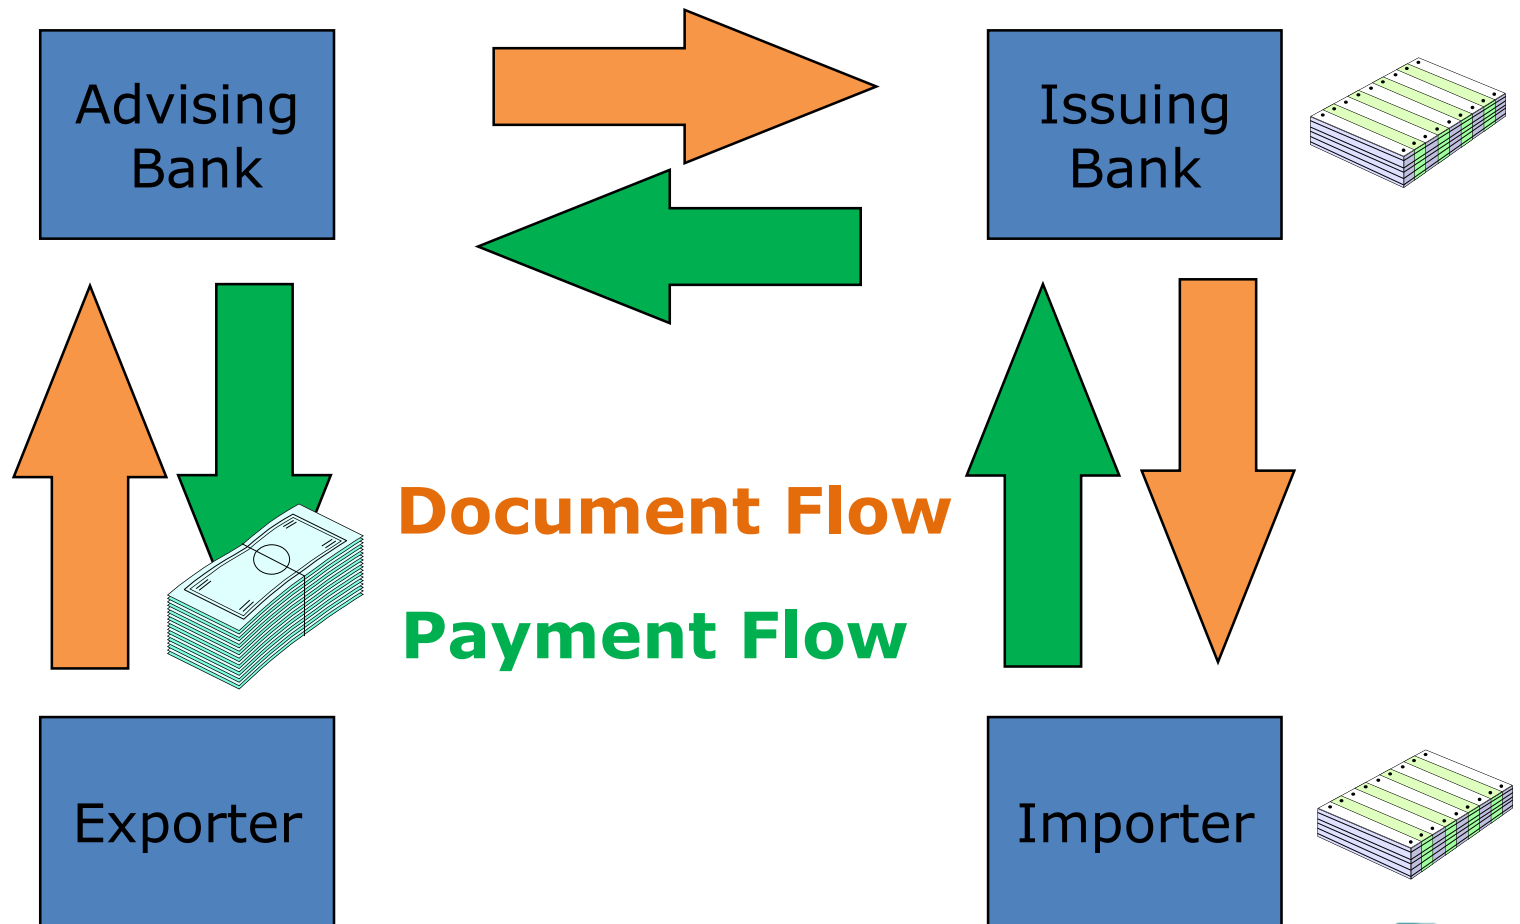 Advising
Bank
Issuing
Bank
Document Flow
Payment Flow
Exporter
Importer